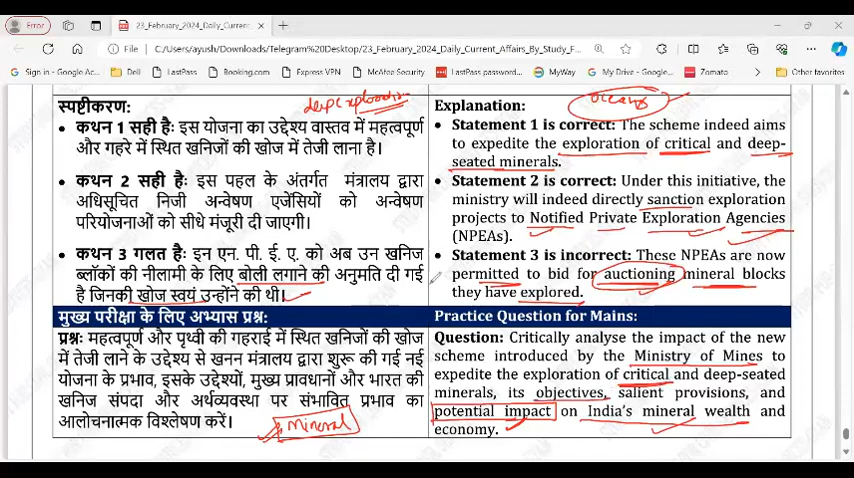 Error
23_February_2024_Daily_Current
File
C:/Users/ayush/Downloads/Telegram%20Desktop/23_February_2024_Daily_Current_Affairs_By_Study_F...
Sign in - Google Ac...
Dell
LastPass
Booking.com
Express VPN
McAfee Security
LastPass password...
MyWay
My Drive - Google...
Zomato
Other favorites
स्पष्टीकरण:
• कथन 1 सही है: इस योजना का उद्देश्य वास्तव में महत्वपूर्ण
और गहरे में स्थित खनिजों की खोज में तेजी लाना है।
• कथन 2 सही है: इस पहल के अंतर्गत मंत्रालय द्वारा
अधिसूचित निजी अन्वेषण एजेंसियों को अन्वेषण
परियोजनाओं को सीधे मंजूरी दी जाएगी।
• कथन 3 गलत है: इन एन. पी. ई. ए. को अब उन खनिज
ब्लॉकों की नीलामी के लिए बोली लगाने की अनुमति दी गई
है जिनकी खोज स्वयं उन्होंने की थी।
Explanation:
• Statement 1 is correct: The scheme indeed aims
to expedite the exploration of critical and deep-
seated minerals.
• Statement 2 is correct: Under this initiative, the
ministry will indeed directly sanction exploration
projects to Notified Private Exploration Agencies
(NPEAs).
• Statement 3 is incorrect: These NPEAs are now
permitted to bid for auctioning mineral blocks
they have explored.
मुख्य परीक्षा के लिए अभ्यास प्रश्न:
प्रश्न: महत्वपूर्ण और पृथ्वी की गहराई में स्थित खनिजों की खोज
में तेजी लाने के उद्देश्य से खनन मंत्रालय द्वारा शुरू की गई नई
योजना के प्रभाव, इसके उद्देश्यों, मुख्य प्रावधानों और भारत की
खनिज संपदा और अर्थव्यवस्था पर संभावित प्रभाव का
आलोचनात्मक विश्लेषण करें।
Mineral
Practice Question for Mains:
Question: Critically analyse the impact of the new
scheme introduced by the Ministry of Mines to
expedite the exploration of critical and deep-seated
minerals, its objectives, salient provisions, and
potential impact on India's mineral wealth and
economy.